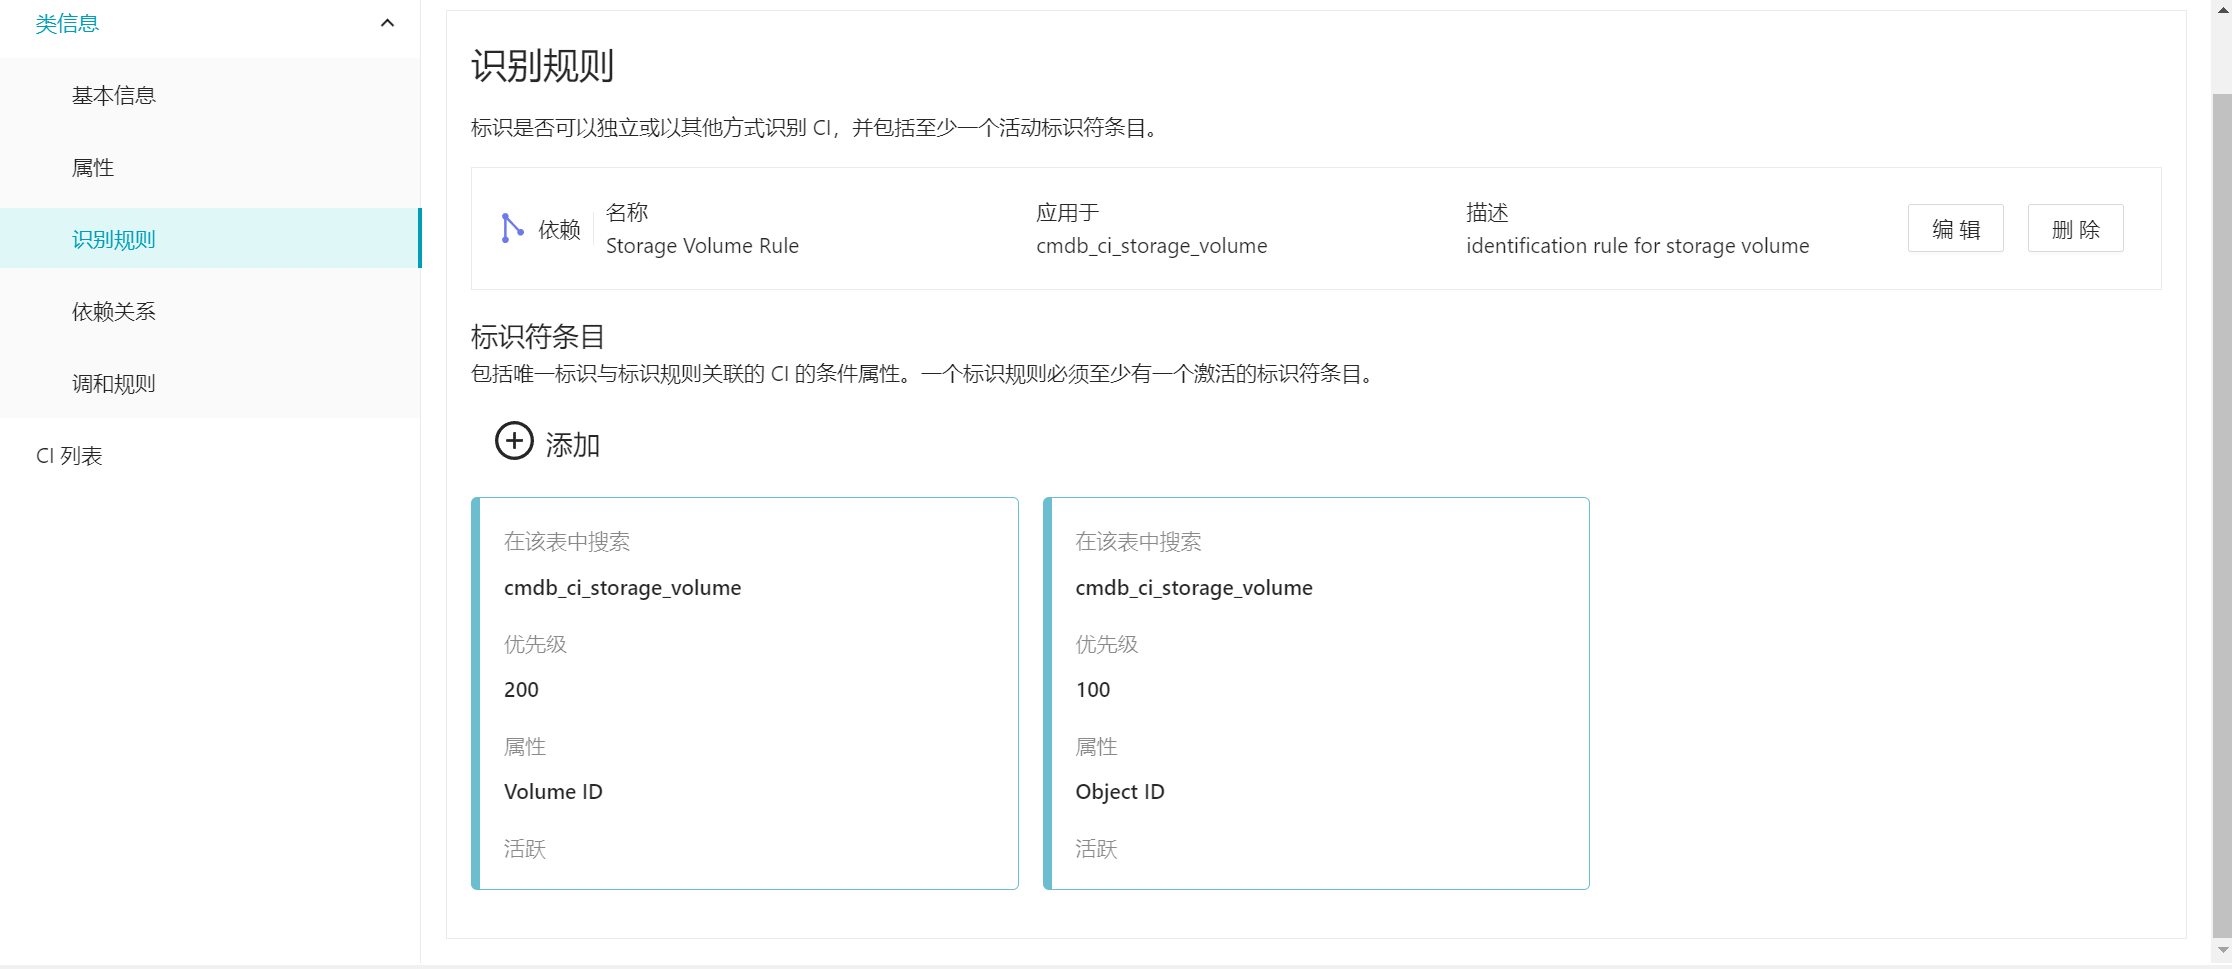 类信息
基本信息
属性
识别规则
依赖关系
调和规则
CI 列表
识别规则
标识是否可以独立或以其他方式识别 CI，并包括至少一个活动标识符条目。
依赖
名称
Storage Volume Rule
应用于
cmdb_ci_storage_volume
描述
identification rule for storage volume
编 辑
删 除
标识符条目
包括唯一标识与标识规则关联的 CI 的条件属性。一个标识规则必须至少有一个激活的标识符条目。
添加
在该表中搜索
cmdb_ci_storage_volume
优先级
200
属性
Volume ID
活跃
在该表中搜索
cmdb_ci_storage_volume
优先级
100
属性
Object ID
活跃